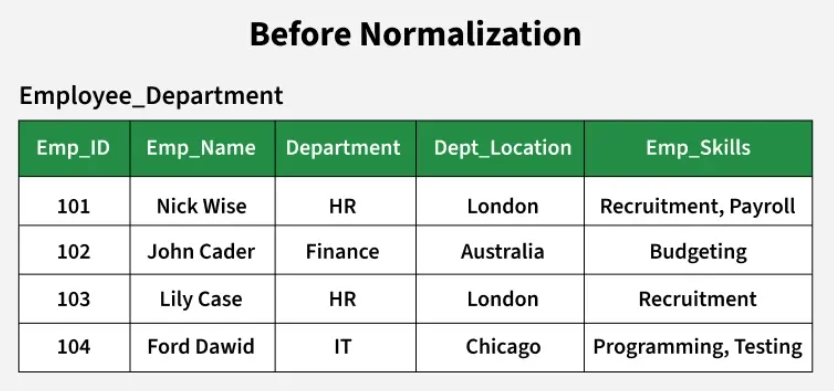 Before Normalization
Employee_Department
Emp_ID Emp_Name Department Dept_Location Emp_Skills
101 Nick Wise HR London Recruitment, Payroll
102 John Cader Finance Australia Budgeting
103 Lily Case HR London Recruitment
104 Ford Dawid IT Chicago Programming, Testing